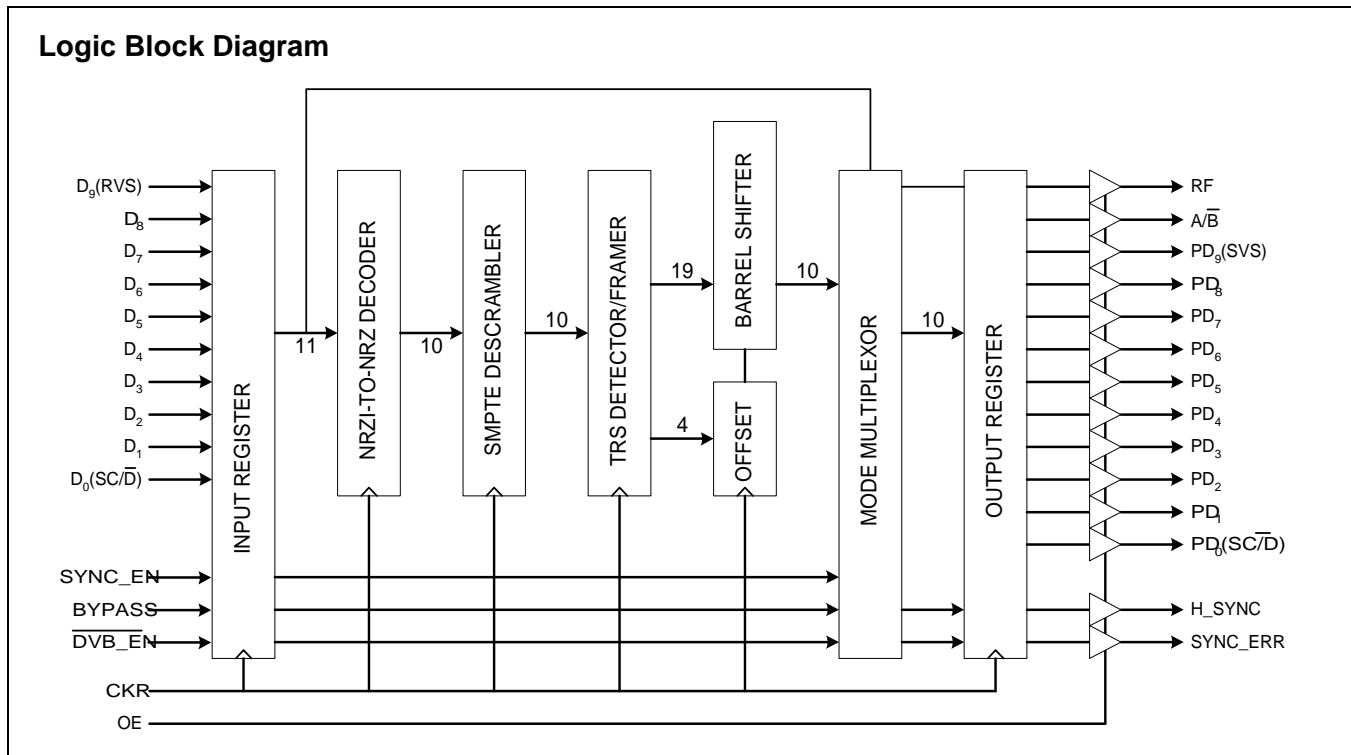 Logic Block Diagram
D9(RVS)
D8
D7
D6
D5
D4
D3
D2
D1
D0(SC/D̅)
SYNC_EN
BYPASS
D̅V̅B̅_̅E̅N̅
CKR
OE
INPUT REGISTER
11
NRZI-TO-NRZ DECODER
10
SMPTE DESCRAMBLER
10
TRS DETECTOR/FRAMER
19
4
BARREL SHIFTER
OFFSET
10
MODE MULTIPLEXOR
10
OUTPUT REGISTER
RF
A/B̅
PD9(SVS)
PD8
PD7
PD6
PD5
PD4
PD3
PD2
PD1
PD0(SC/D̅)
H_SYNC
SYNC_ERR